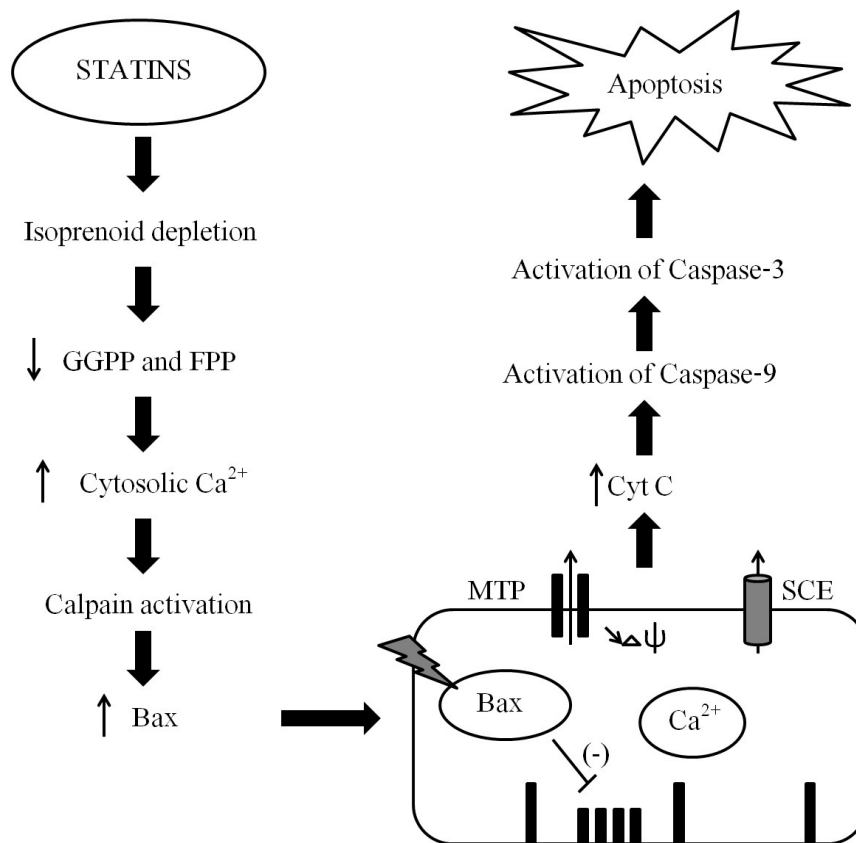 STATINS
Isoprenoid depletion
↓ GGPP and FPP
↑ Cytosolic Ca²⁺
Calpain activation
↑ Bax
Apoptosis
Activation of Caspase-3
Activation of Caspase-9
↑ Cyt C
MTP
SCE
↘△ψ
Bax
Ca²⁺
(-)